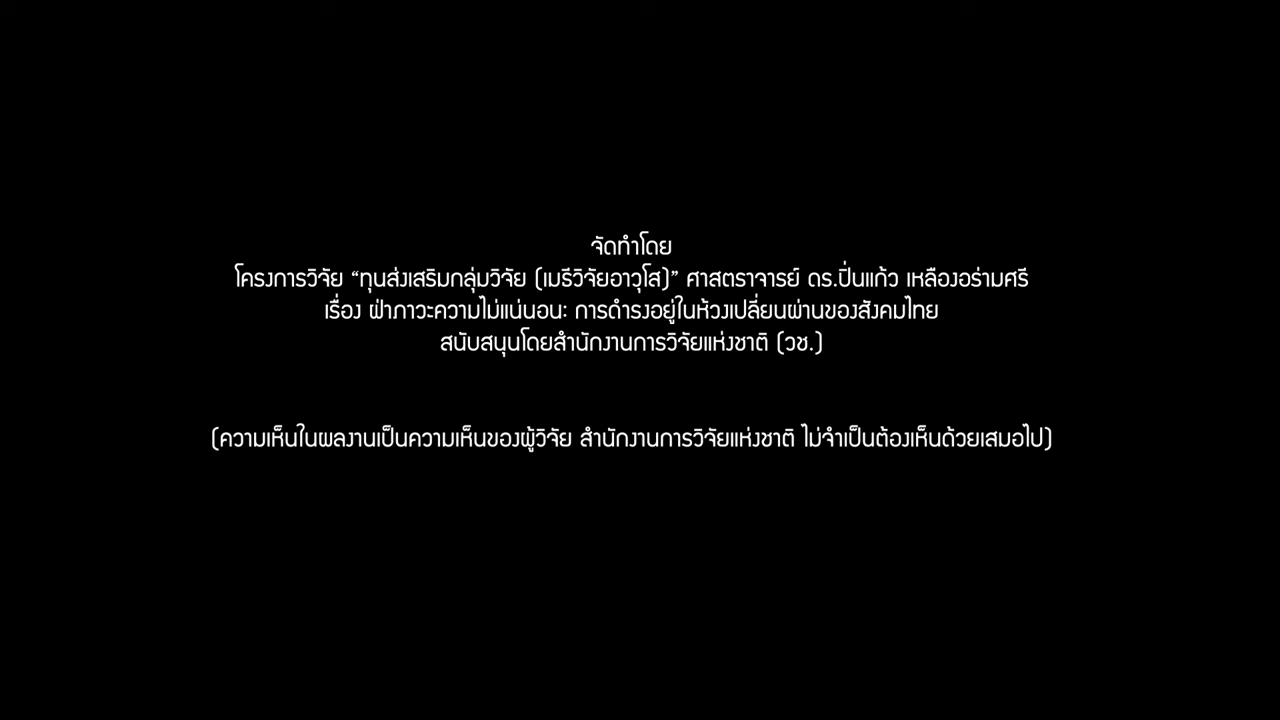 จัดทำโดย
โครงการวิจัย “ทุนส่งเสริมกลุ่มวิจัย (เมธีวิจัยอาวุโส)” ศาสตราจารย์ ดร.ปิ่นแก้ว เหลืองอร่ามศรี
เรื่อง ฝ่าภาวะความไม่แน่นอน: การดำรงอยู่ในห้วงเปลี่ยนผ่านของสังคมไทย
สนับสนุนโดยสำนักงานการวิจัยแห่งชาติ (วช.)
(ความเห็นในผลงานเป็นความเห็นของผู้วิจัย สำนักงานการวิจัยแห่งชาติ ไม่จำเป็นต้องเห็นด้วยเสมอไป)